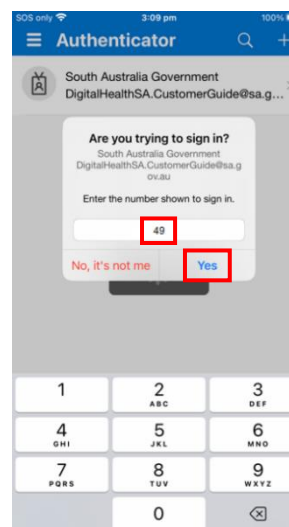 SOS only 3:09 pm 100%
Authenticator
South Australia Government
DigitalHealthSA.CustomerGuide@sa.g...
Are you trying to sign in?
South Australia Government
DigitalHealthSA.CustomerGuide@sa.g
ov.au
Enter the number shown to sign in.
49
No, it's not me Yes
1 2 3
ABC DEF
4 5 6
GHI JKL MNO
7 8 9
PQRS TUV WXYZ
0